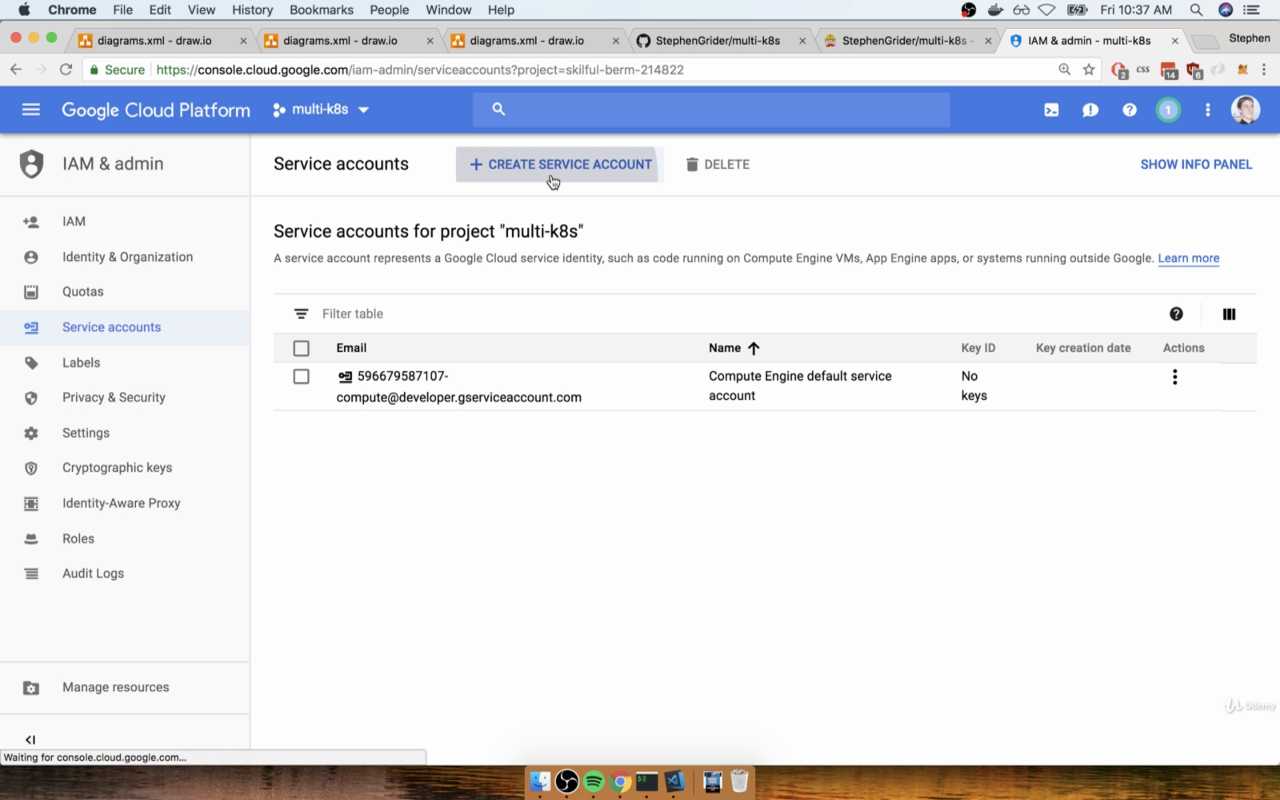 Chrome File Edit View History Bookmarks People Window Help Fri 10:37 AM
diagrams.xml - draw.io diagrams.xml - draw.io diagrams.xml - draw.io StephenGrider/multi-k8s StephenGrider/multi-k8s - IAM & admin - multi-k8s Stephen
Secure https://console.cloud.google.com/iam-admin/serviceaccounts?project=skilful-berm-214822 2 CSS 14 6
Google Cloud Platform multi-k8s 1
IAM & admin Service accounts + CREATE SERVICE ACCOUNT DELETE SHOW INFO PANEL
IAM
Identity & Organization
Quotas
Service accounts
Labels
Privacy & Security
Settings
Cryptographic keys
Identity-Aware Proxy
Roles
Audit Logs
Manage resources
Service accounts for project "multi-k8s"
A service account represents a Google Cloud service identity, such as code running on Compute Engine VMs, App Engine apps, or systems running outside Google. Learn more
Filter table
Email Name Key ID Key creation date Actions
596679587107- Compute Engine default service No
compute@developer.gserviceaccount.com account keys
Udemy
Waiting for console.cloud.google.com...